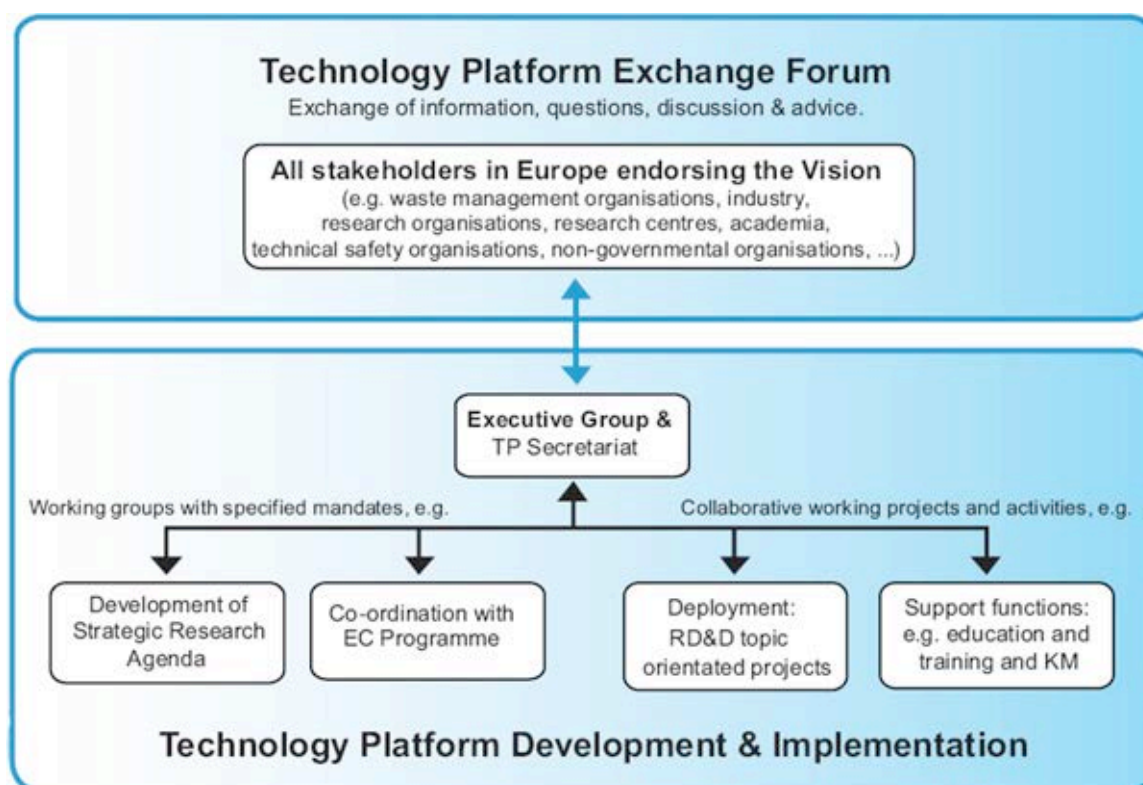 Technology Platform Exchange Forum
Exchange of information, questions, discussion & advice.
All stakeholders in Europe endorsing the Vision
(e.g. waste management organisations, industry,
research organisations, research centres, academia,
technical safety organisations, non-governmental organisations, ...)
Executive Group &
TP Secretariat
Working groups with specified mandates, e.g.
Collaborative working projects and activities, e.g.
Development of
Strategic Research
Agenda
Co-ordination with
EC Programme
Deployment:
RD&D topic
orientated projects
Support functions:
e.g. education and
training and KM
Technology Platform Development & Implementation